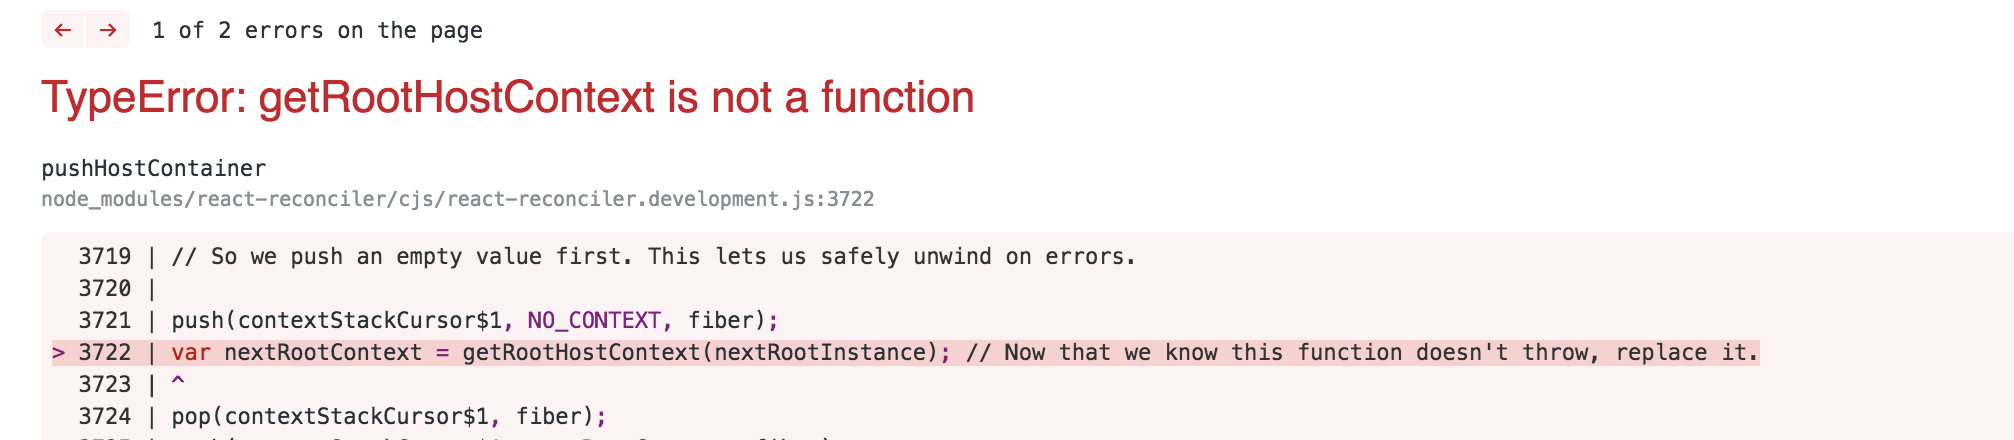 ← → 1 of 2 errors on the page
TypeError: getRootHostContext is not a function
pushHostContainer
node_modules/react-reconciler/cjs/react-reconciler.development.js:3722
3719 | // So we push an empty value first. This lets us safely unwind on errors.
3720 |
3721 | push(contextStackCursor$1, NO_CONTEXT, fiber);
> 3722 | var nextRootContext = getRootHostContext(nextRootInstance); // Now that we know this function doesn't throw, replace it.
3723 | ^
3724 | pop(contextStackCursor$1, fiber);